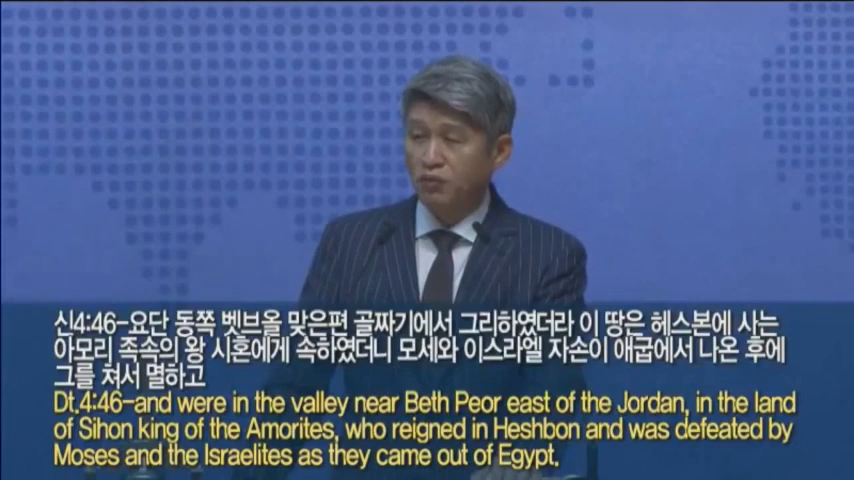 신4:46-요단 동쪽 벳브올 맞은편 골짜기에서 그리하였더라 이 땅은 헤스본에 사는
아모리 족속의 왕 시혼에게 속하였더니 모세와 이스라엘 자손이 애굽에서 나온 후에
그를 쳐서 멸하고
Dt.4:46-and were in the valley near Beth Peor east of the Jordan, in the land
of Sihon king of the Amorites, who reigned in Heshbon and was defeated by
Moses and the Israelites as they came out of Egypt.